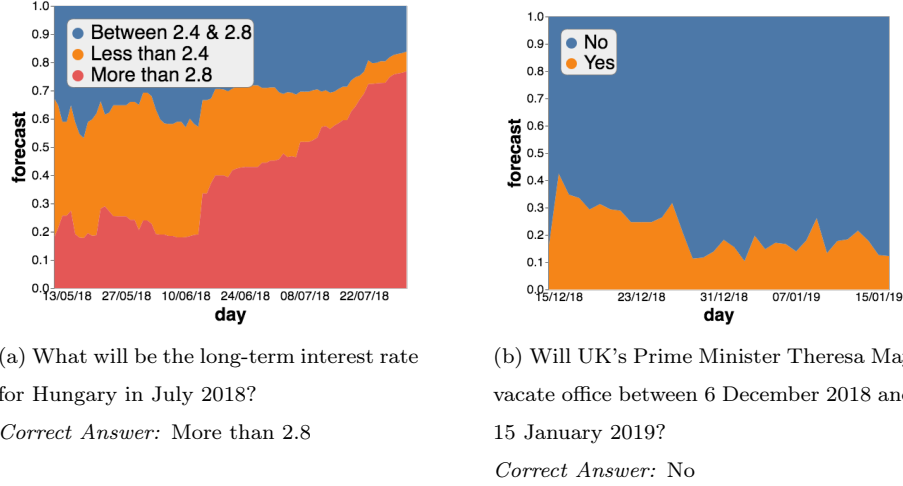 1.0
0.9
0.8
0.7
0.6
0.5
0.4
0.3
0.2
0.1
0.0
forecast
Between 2.4 & 2.8
Less than 2.4
More than 2.8
13/05/18 27/05/18 10/06/18 24/06/18 08/07/18 22/07/18
day
(a) What will be the long-term interest rate
for Hungary in July 2018?
Correct Answer: More than 2.8
1.0
0.9
0.8
0.7
0.6
0.5
0.4
0.3
0.2
0.1
0.0
forecast
No
Yes
15/12/18 23/12/18 31/12/18 07/01/19 15/01/19
day
(b) Will UK's Prime Minister Theresa May
vacate office between 6 December 2018 and
15 January 2019?
Correct Answer: No